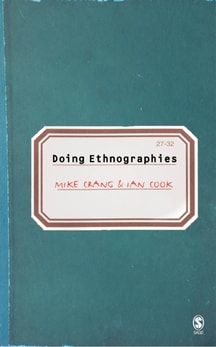 27-32
Doing Ethnographies
MIKE CRANG & IAN COOK
S
SAGE